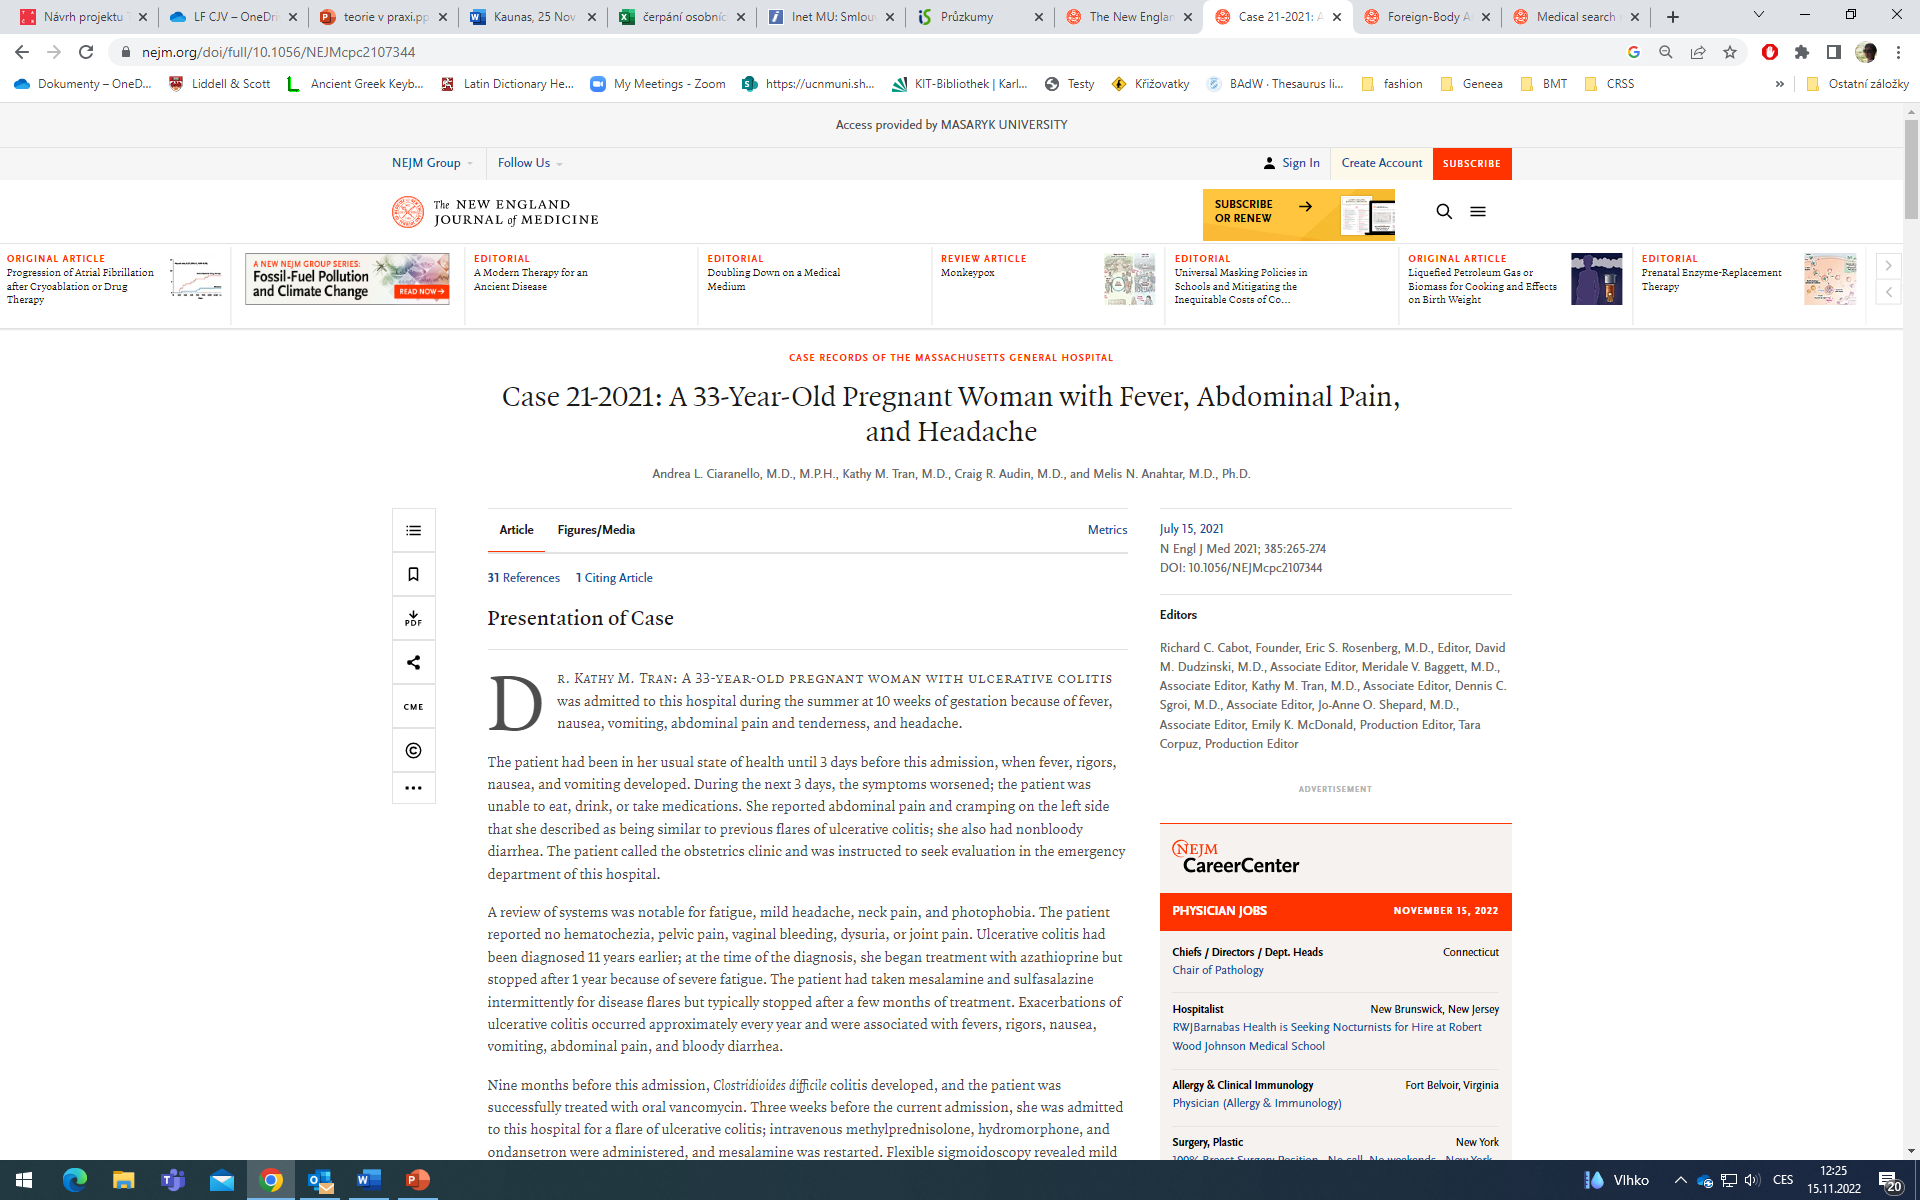 Návrh projektu T
LF CJV – OneDri
teorie v praxi.pp
Kaunas, 25 Nov
čerpání osobníc
Inet MU: Smlou
Průzkumy
The New Englan
Case 21-2021: A
Foreign-Body A
Medical search
nejm.org/doi/full/10.1056/NEJMcpc2107344
Dokumenty – OneD...
Liddell & Scott
Ancient Greek Keyb...
Latin Dictionary He...
My Meetings - Zoom
https://ucnmuni.sh...
KIT-Bibliothek | Karl...
Testy
Křižovatky
BAdW · Thesaurus li...
fashion
Geneea
BMT
CRSS
»
Ostatní záložky
Access provided by MASARYK UNIVERSITY
NEJM Group
Follow Us
Sign In
Create Account
SUBSCRIBE
The NEW ENGLAND
JOURNAL of MEDICINE
SUBSCRIBE
OR RENEW
ORIGINAL ARTICLE
Progression of Atrial Fibrillation
after Cryoablation or Drug
Therapy
A NEW NEJM GROUP SERIES:
Fossil-Fuel Pollution
and Climate Change
READ NOW
EDITORIAL
A Modern Therapy for an
Ancient Disease
EDITORIAL
Doubling Down on a Medical
Medium
REVIEW ARTICLE
Monkeypox
EDITORIAL
Universal Masking Policies in
Schools and Mitigating the
Inequitable Costs of Co...
ORIGINAL ARTICLE
Liquefied Petroleum Gas or
Biomass for Cooking and Effects
on Birth Weight
EDITORIAL
Prenatal Enzyme-Replacement
Therapy
CASE RECORDS OF THE MASSACHUSETTS GENERAL HOSPITAL
Case 21-2021: A 33-Year-Old Pregnant Woman with Fever, Abdominal Pain,
and Headache
Andrea L. Ciaranello, M.D., M.P.H., Kathy M. Tran, M.D., Craig R. Audin, M.D., and Melis N. Anahtar, M.D., Ph.D.
PDF
CME
Article
Figures/Media
Metrics
31 References
1 Citing Article
Presentation of Case
DR. KATHY M. TRAN: A 33-YEAR-OLD PREGNANT WOMAN WITH ULCERATIVE COLITIS
was admitted to this hospital during the summer at 10 weeks of gestation because of fever,
nausea, vomiting, abdominal pain and tenderness, and headache.
The patient had been in her usual state of health until 3 days before this admission, when fever, rigors,
nausea, and vomiting developed. During the next 3 days, the symptoms worsened; the patient was
unable to eat, drink, or take medications. She reported abdominal pain and cramping on the left side
that she described as being similar to previous flares of ulcerative colitis; she also had nonbloody
diarrhea. The patient called the obstetrics clinic and was instructed to seek evaluation in the emergency
department of this hospital.
A review of systems was notable for fatigue, mild headache, neck pain, and photophobia. The patient
reported no hematochezia, pelvic pain, vaginal bleeding, dysuria, or joint pain. Ulcerative colitis had
been diagnosed 11 years earlier; at the time of the diagnosis, she began treatment with azathioprine but
stopped after 1 year because of severe fatigue. The patient had taken mesalamine and sulfasalazine
intermittently for disease flares but typically stopped after a few months of treatment. Exacerbations of
ulcerative colitis occurred approximately every year and were associated with fevers, rigors, nausea,
vomiting, abdominal pain, and bloody diarrhea.
Nine months before this admission, Clostridioides difficile colitis developed, and the patient was
successfully treated with oral vancomycin. Three weeks before the current admission, she was admitted
to this hospital for a flare of ulcerative colitis; intravenous methylprednisolone, hydromorphone, and
ondansetron were administered, and mesalamine was restarted. Flexible sigmoidoscopy revealed mild
July 15, 2021
N Engl J Med 2021; 385:265-274
DOI: 10.1056/NEJMcpc2107344
Editors
Richard C. Cabot, Founder, Eric S. Rosenberg, M.D., Editor, David
M. Dudzinski, M.D., Associate Editor, Meridale V. Baggett, M.D.,
Associate Editor, Kathy M. Tran, M.D., Associate Editor, Dennis C.
Sgroi, M.D., Associate Editor, Jo-Anne O. Shepard, M.D.,
Associate Editor, Emily K. McDonald, Production Editor, Tara
Corpuz, Production Editor
ADVERTISEMENT
NEJM
CareerCenter
PHYSICIAN JOBS
NOVEMBER 15, 2022
Chiefs / Directors / Dept. Heads
Connecticut
Chair of Pathology
Hospitalist
New Brunswick, New Jersey
RWJBarnabas Health is Seeking Nocturnists for Hire at Robert
Wood Johnson Medical School
Allergy & Clinical Immunology
Fort Belvoir, Virginia
Physician (Allergy & Immunology)
Surgery, Plastic
New York
100% Breast Surgery Position - No call, No weekends - New York
Vlhko
CES
12:25
15.11.2022
20